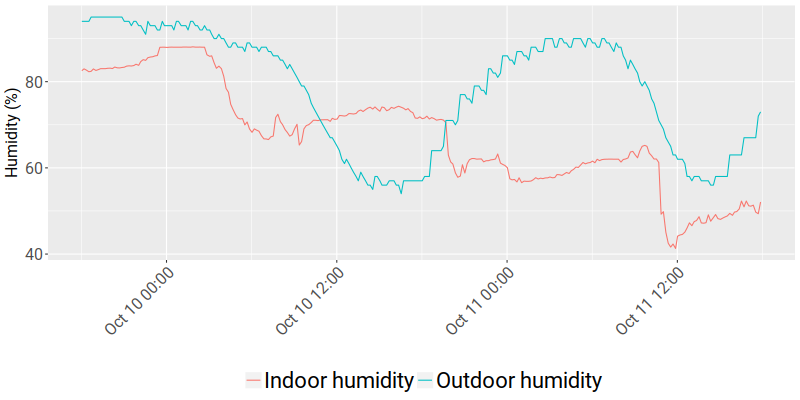 Humidity (%)
80
60
40
Oct 10 00:00
Oct 10 12:00
Oct 11 00:00
Oct 11 12:00
Indoor humidity
Outdoor humidity